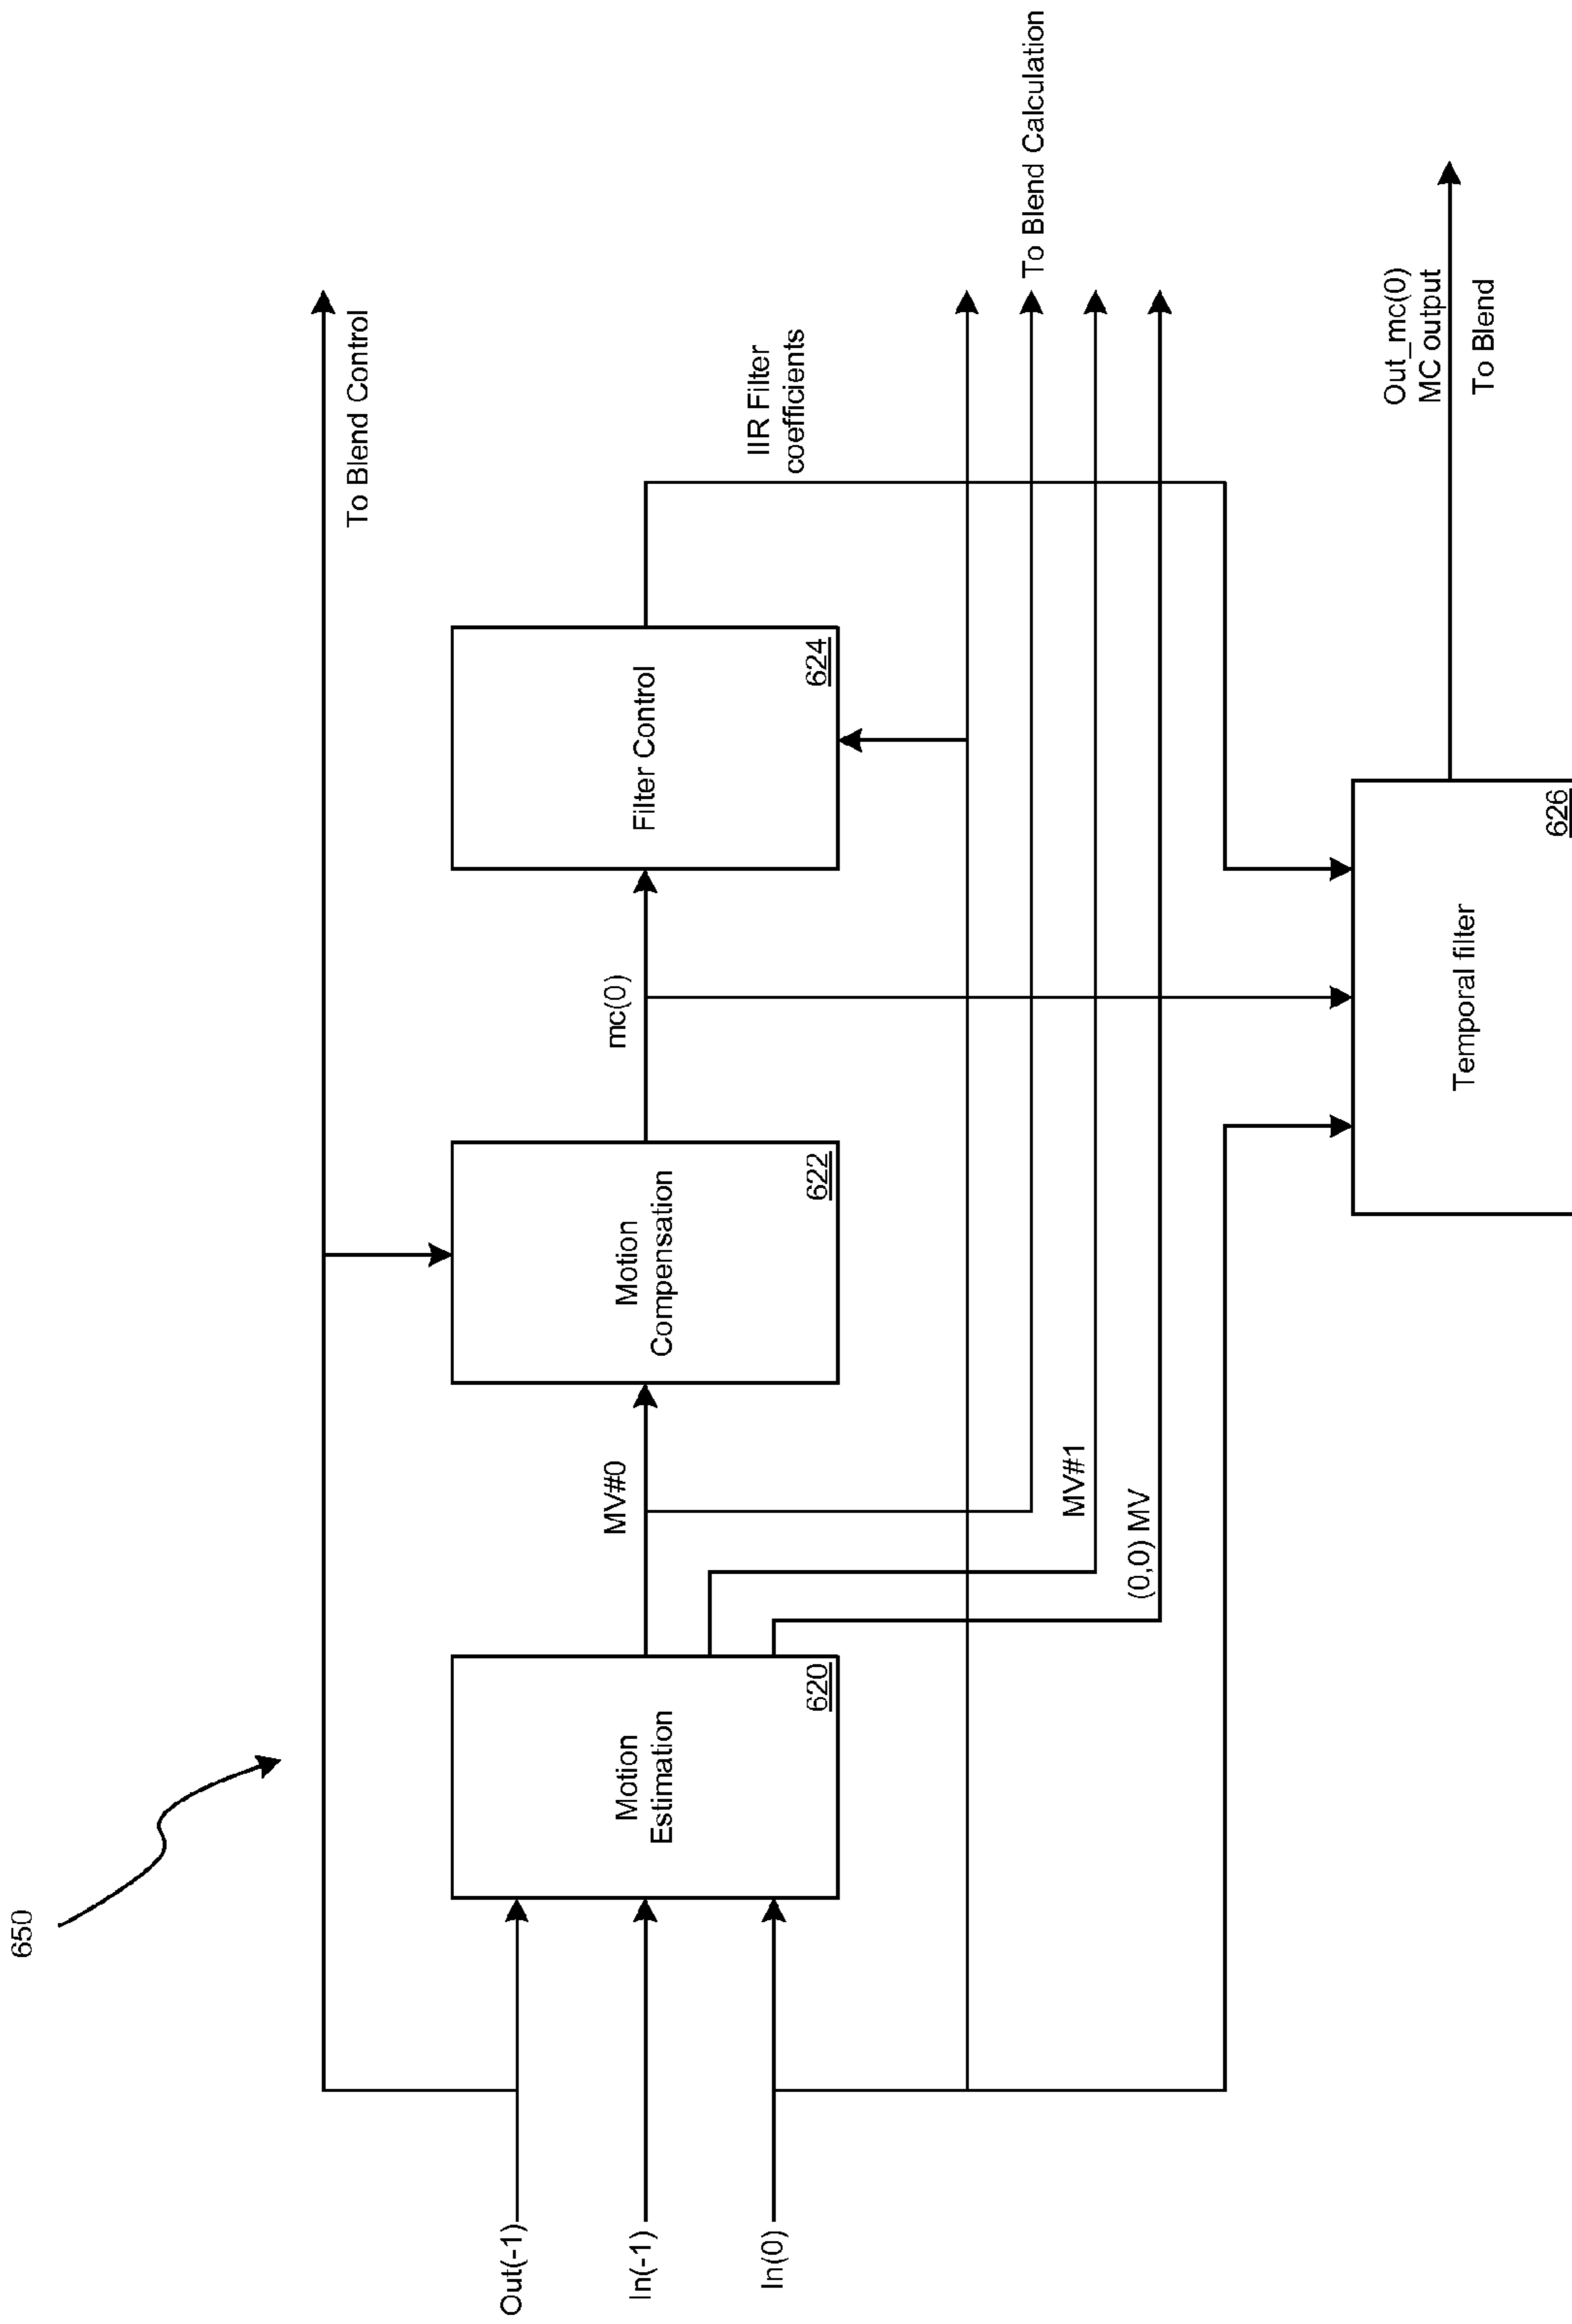 650
Out(-1)
In(-1)
In(0)
Motion
Estimation
620
MV#0
MV#1
(0,0) MV
Motion
Compensation
622
mc(0)
Filter Control
624
IIR Filter
coefficients
To Blend Control
To Blend Calculation
Temporal filter
626
Out_mc(0)
MC output
To Blend